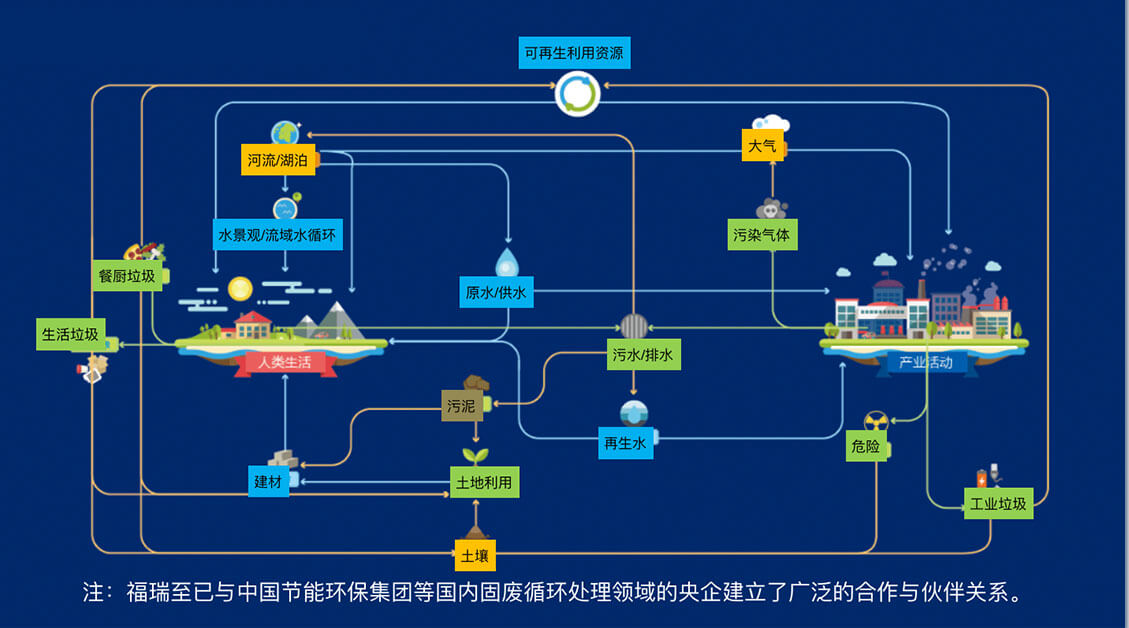 可再生利用资源
河流/湖泊
大气
水景观/流域水循环
污染气体
餐厨垃圾
原水/供水
生活垃圾
人类生活
污水/排水
产业活动
污泥
再生水
危险
建材
土地利用
工业垃圾
土壤
注：福瑞至已与中国节能环保集团等国内固废循环处理领域的央企建立了广泛的合作与伙伴关系。